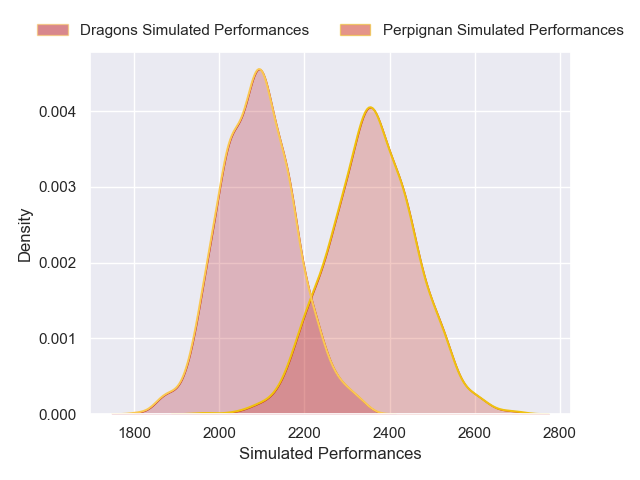 Dragons Simulated Performances Perpignan Simulated Performances
0.004
0.003
0.002
0.001
0.000
Density
1800 2000 2200 2400 2600 2800
Simulated Performances